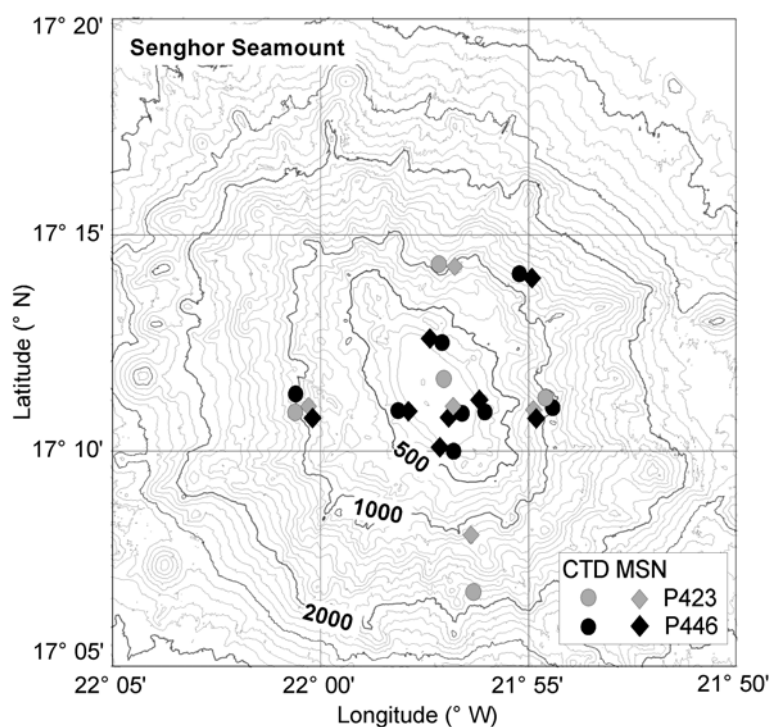 17° 20'
Senghor Seamount
17° 15'
Latitude (° N)
17° 10'
500
1000
2000
CTD MSN
P423
P446
17° 05'
22° 05'
22° 00'
21° 55'
21° 50'
Longitude (° W)